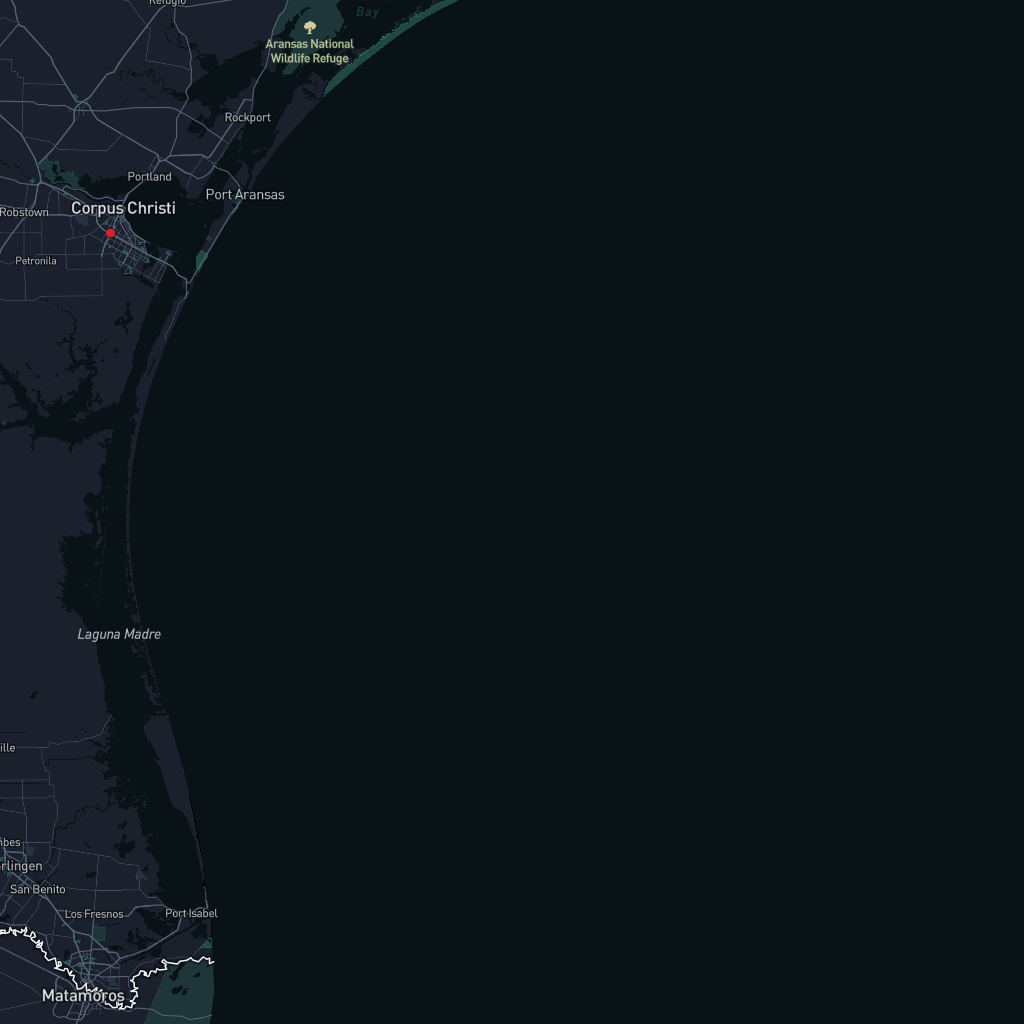 Refugio
Bay
Aransas National
Wildlife Refuge
Rockport
Portland
Port Aransas
Corpus Christi
Robstown
Petronila
Laguna Madre
ille
rlingen
San Benito
Los Fresnos
Port Isabel
Matamoros